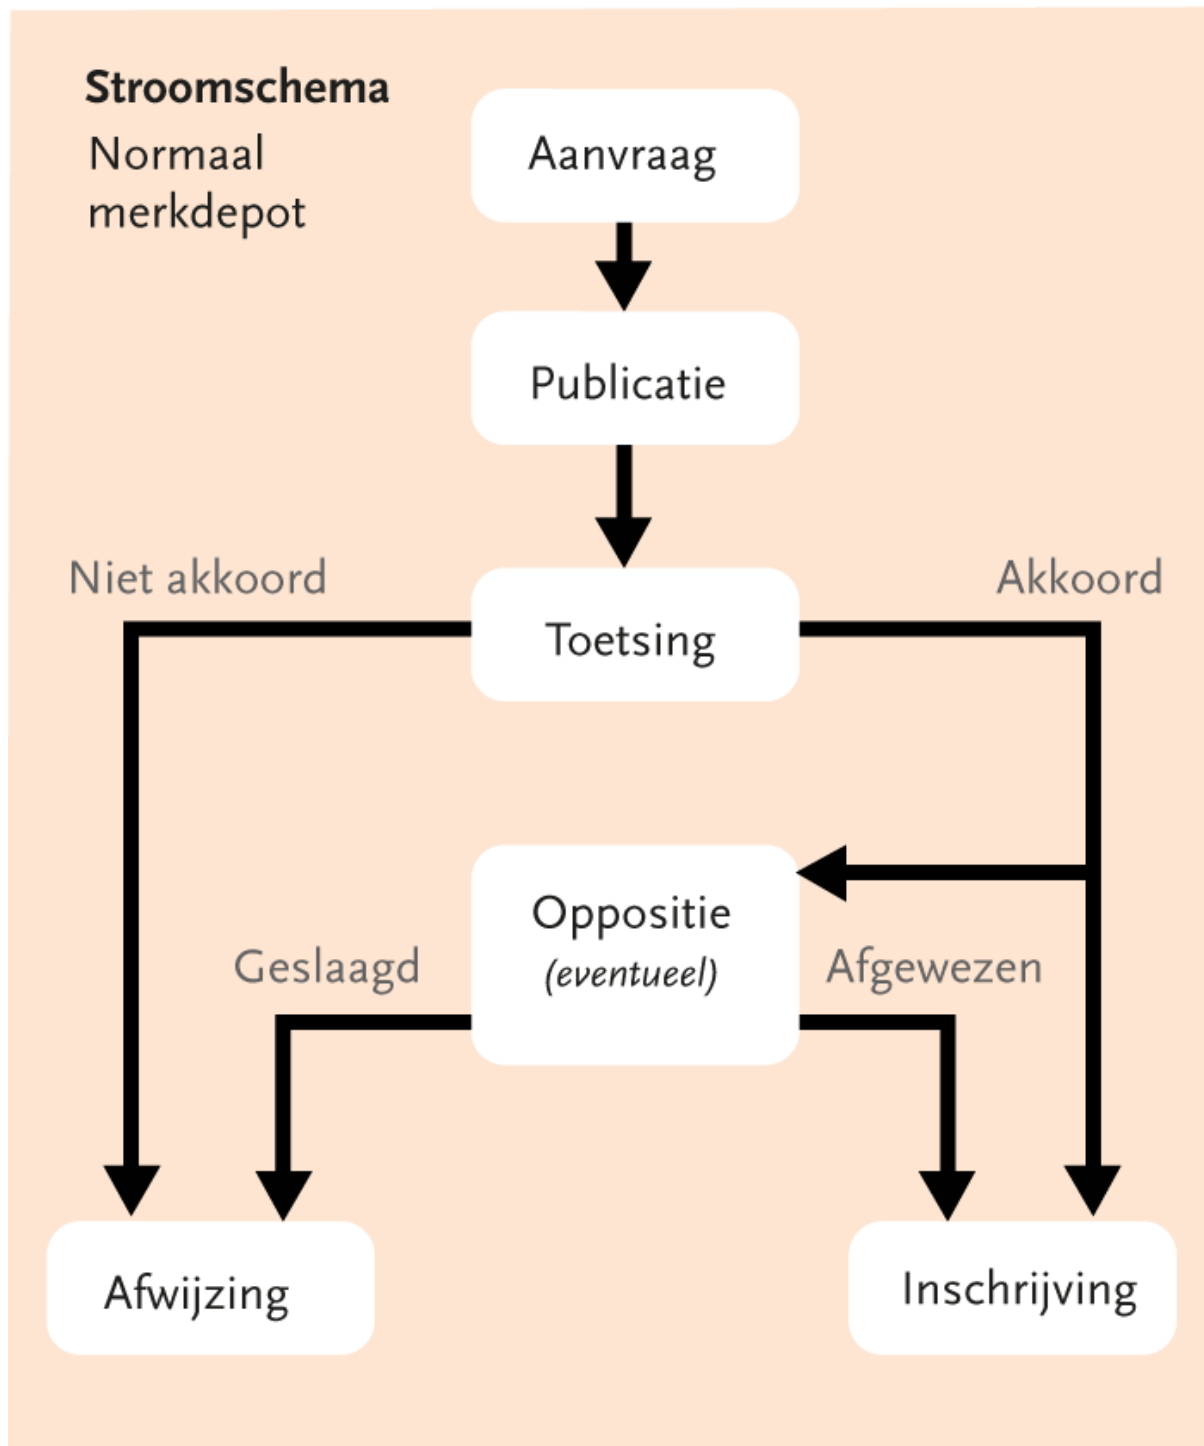 Stroomschema
Normaal
merkdepot
Aanvraag
Publicatie
Niet akkoord
Akkoord
Toetsing
Oppositie
(eventueel)
Geslaagd
Afgewezen
Afwijzing
Inschrijving